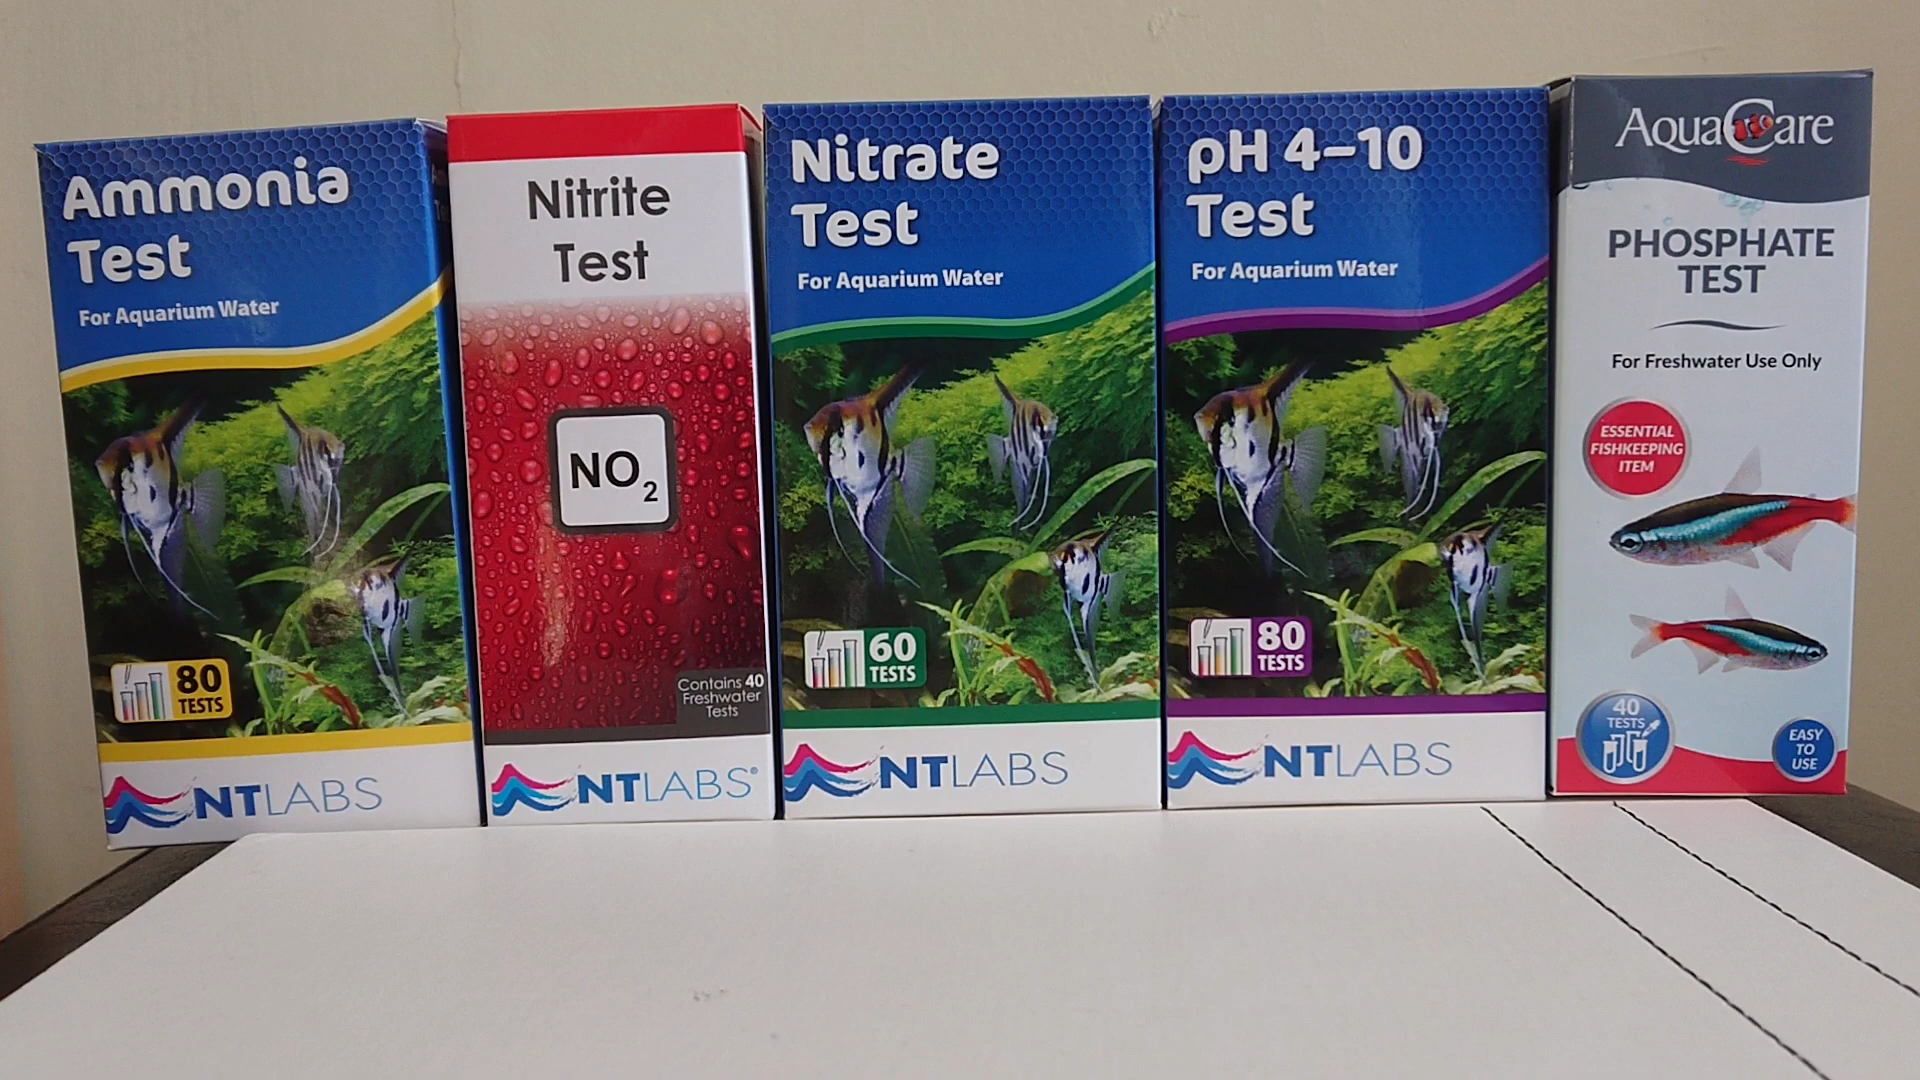 Ammonia
Test
For Aquarium Water
80
TESTS
NTLABS
Nitrite
Test
NO₂
Contains 40
Freshwater
Tests
NTLABS®
Nitrate
Test
For Aquarium Water
60
TESTS
NTLABS
pH 4–10
Test
For Aquarium Water
80
TESTS
NTLABS
AquaCare
PHOSPHATE
TEST
For Freshwater Use Only
ESSENTIAL
FISHKEEPING
ITEM
40
TESTS
EASY
TO
USE